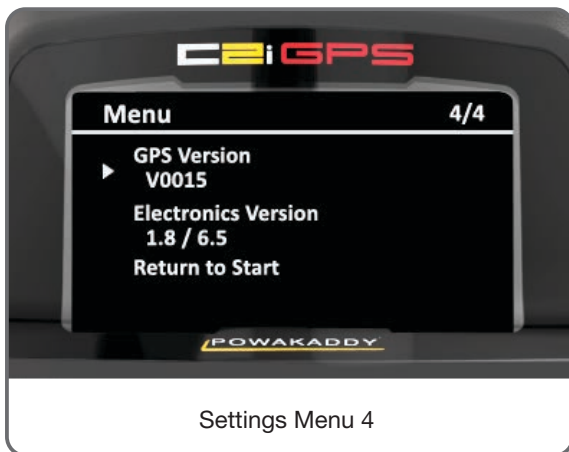 C2i GPS
Menu 4/4
GPS Version
V0015
Electronics Version
1.8 / 6.5
Return to Start
POWAKADDY
Settings Menu 4